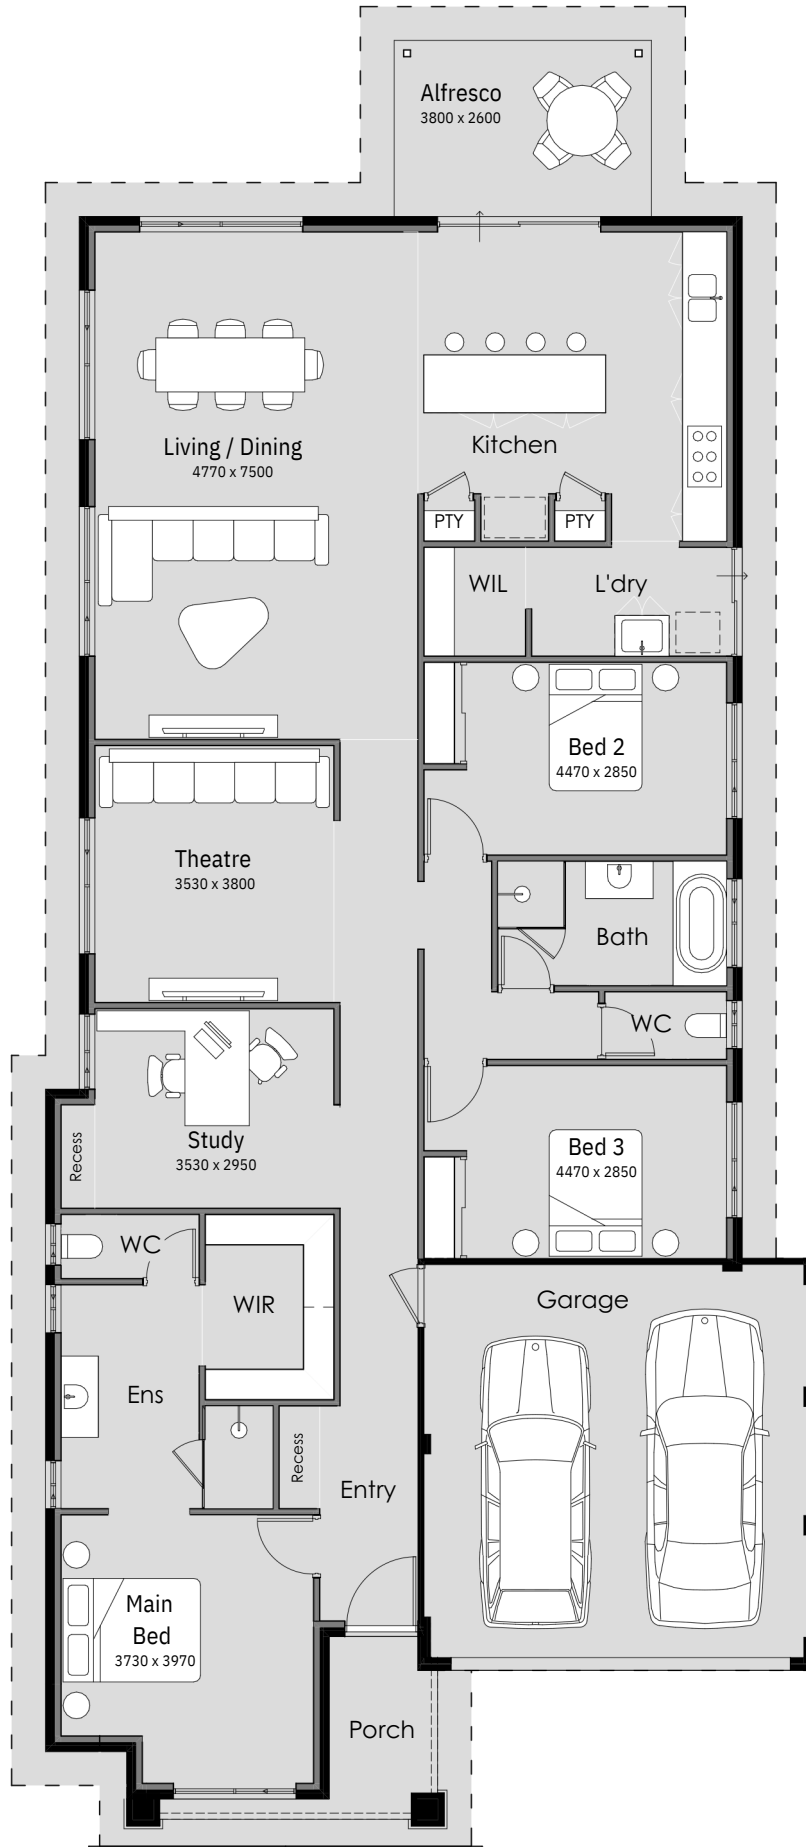 Alfresco
3800 x 2600
Living / Dining
4770 x 7500
Kitchen
PTY
PTY
WIL
L'dry
Bed 2
4470 x 2850
Theatre
3530 x 3800
Bath
WC
Study
3530 x 2950
Recess
Bed 3
4470 x 2850
WC
WIR
Garage
Ens
Recess
Entry
Main
Bed
3730 x 3970
Porch